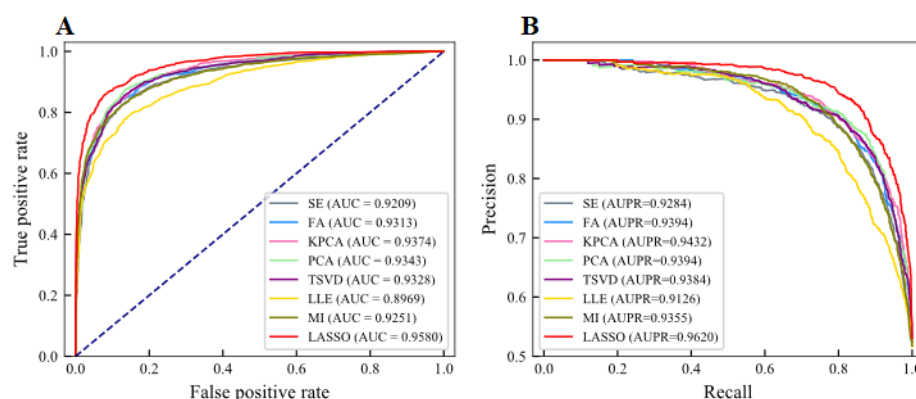 A
True positive rate
1.0
0.8
0.6
0.4
0.2
0.0
SE (AUC = 0.9209)
FA (AUC = 0.9313)
KPCA (AUC = 0.9374)
PCA (AUC = 0.9343)
TSVD (AUC = 0.9328)
LLE (AUC = 0.8969)
MI (AUC = 0.9251)
LASSO (AUC = 0.9580)
0.0 0.2 0.4 0.6 0.8 1.0
False positive rate
B
Precision
1.0
0.9
0.8
0.7
0.6
0.5
SE (AUPR=0.9284)
FA (AUPR=0.9394)
KPCA (AUPR=0.9432)
PCA (AUPR=0.9394)
TSVD (AUPR=0.9384)
LLE (AUPR=0.9126)
MI (AUPR=0.9355)
LASSO (AUPR=0.9620)
0.0 0.2 0.4 0.6 0.8 1.0
Recall